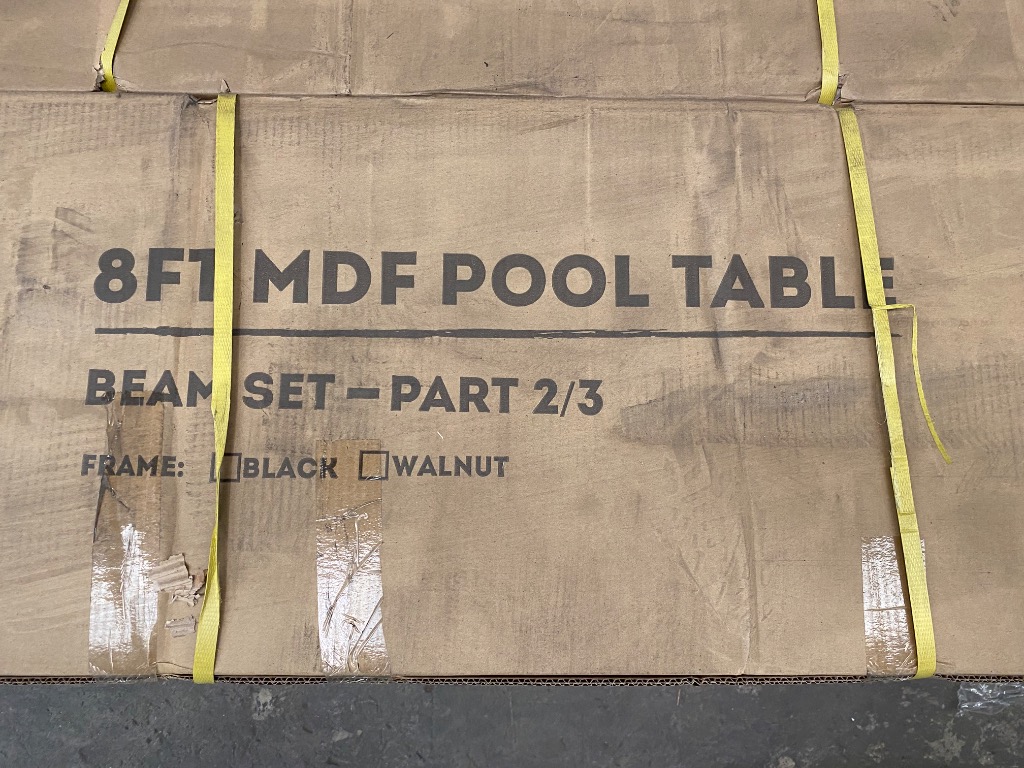 8FT MDF POOL TABLE
BEAM SET – PART 2/3
FRAME: ☐BLACK ☐WALNUT